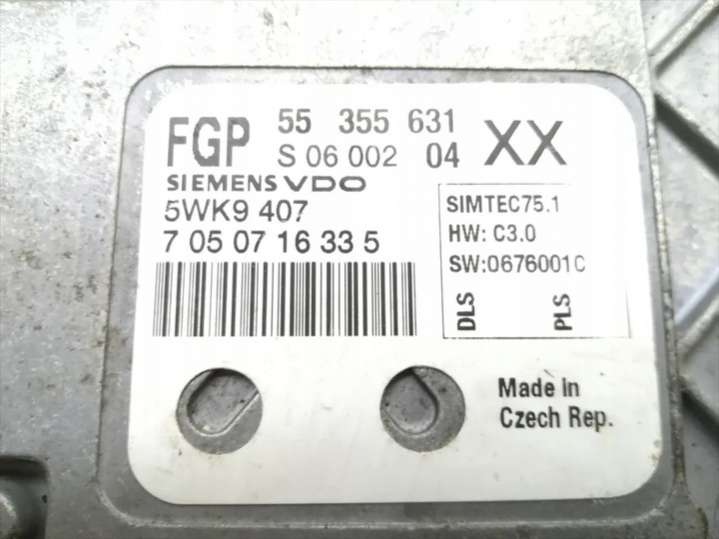 FGP 55 355 631 XX
S 06 002 04
SIEMENS VDO
5WK9 407
7 05 07 16 33 5
SIMTEC75.1
HW: C3.0
SW:0676001C
DLS PLS
Made in
Czech Rep.